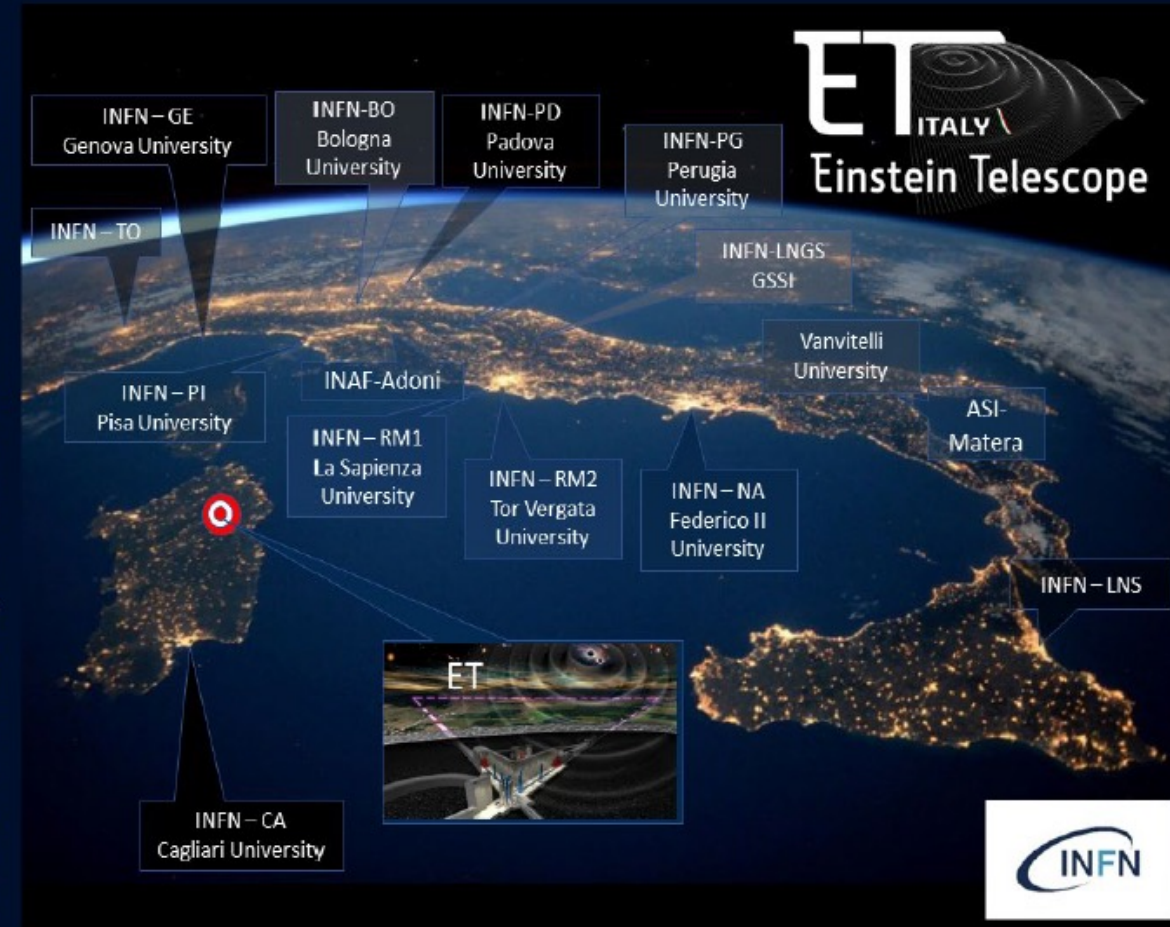 ET
ITALY
Einstein Telescope
INFN – GE
Genova University
INFN-BO
Bologna
University
INFN-PD
Padova
University
INFN-PG
Perugia
University
INFN – TO
INFN-LNGS
GSSI
Vanvitelli
University
INFN – PI
Pisa University
INAF-Adoni
ASI-
Matera
INFN – RM1
La Sapienza
University
INFN – RM2
Tor Vergata
University
INFN – NA
Federico II
University
INFN – LNS
ET
INFN – CA
Cagliari University
INFN